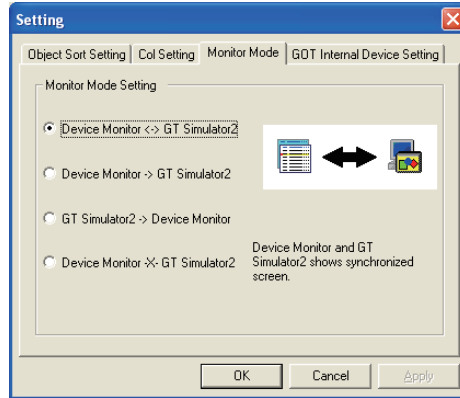 Setting
Object Sort Setting
Col Setting
Monitor Mode
GOT Internal Device Setting
Monitor Mode Setting
Device Monitor <-> GT Simulator2
Device Monitor -> GT Simulator2
GT Simulator2 -> Device Monitor
Device Monitor -X- GT Simulator2
Device Monitor and GT
Simulator2 shows synchronized
screen.
OK
Cancel
Apply